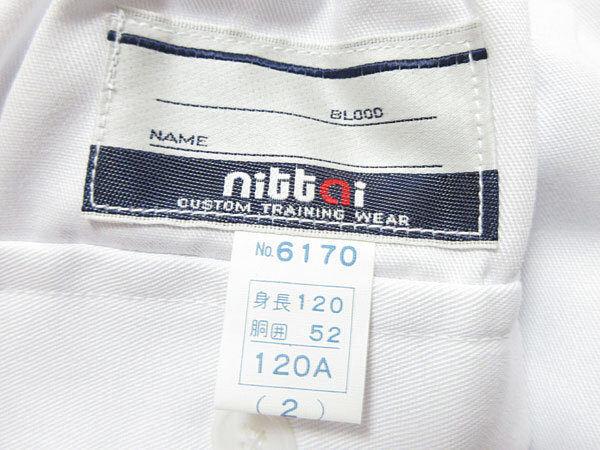 BLOOD
NAME
nittai
CUSTOM TRAINING WEAR
No.6170
身長120
胴囲 52
120A
(2)